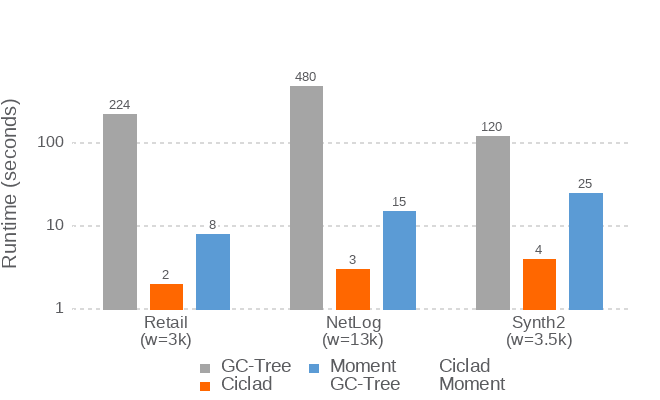 480
224
120
100
25
15
10
8
4
3
2
1
Runtime (seconds)
Retail
(w=3k)
NetLog
(w=13k)
Synth2
(w=3.5k)
GC-Tree Moment Ciclad
Ciclad GC-Tree Moment